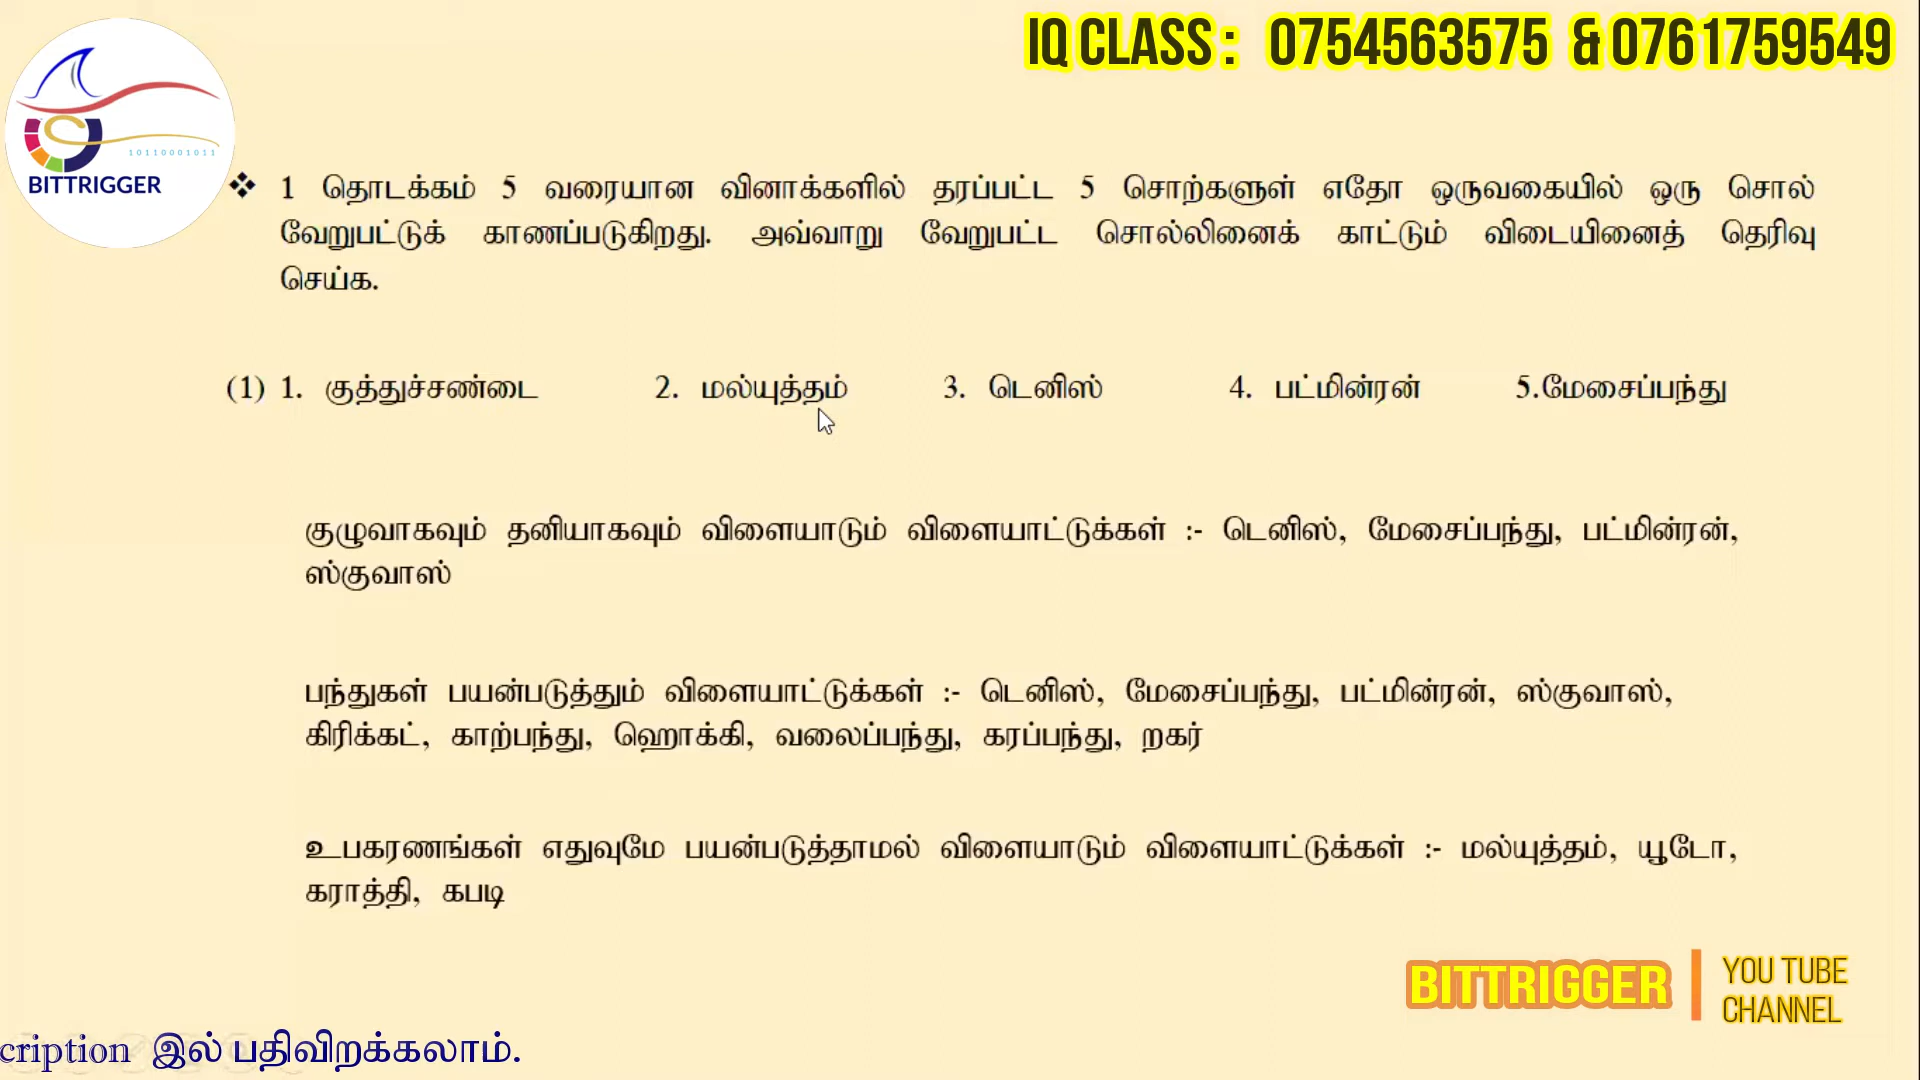 IQ CLASS : 0754563575 & 0761759549
10110001011
BITTRIGGER
❖ 1 தொடக்கம் 5 வரையான வினாக்களில் தரப்பட்ட 5 சொற்களுள் எதோ ஒருவகையில் ஒரு சொல்
வேறுபட்டுக் காணப்படுகிறது. அவ்வாறு வேறுபட்ட சொல்லினைக் காட்டும் விடையினைத் தெரிவு
செய்க.
(1) 1. குத்துச்சண்டை 2. மல்யுத்தம் 3. டெனிஸ் 4. பட்மின்ரன் 5.மேசைப்பந்து
குழுவாகவும் தனியாகவும் விளையாடும் விளையாட்டுக்கள் :- டெனிஸ், மேசைப்பந்து, பட்மின்ரன்,
ஸ்குவாஸ்
பந்துகள் பயன்படுத்தும் விளையாட்டுக்கள் :- டெனிஸ், மேசைப்பந்து, பட்மின்ரன், ஸ்குவாஸ்,
கிரிக்கட், காற்பந்து, ஹொக்கி, வலைப்பந்து, கரப்பந்து, றகர்
உபகரணங்கள் எதுவுமே பயன்படுத்தாமல் விளையாடும் விளையாட்டுக்கள் :- மல்யுத்தம், யூடோ,
கராத்தி, கபடி
BITTRIGGER
YOU TUBE
CHANNEL
cription இல் பதிவிறக்கலாம்.